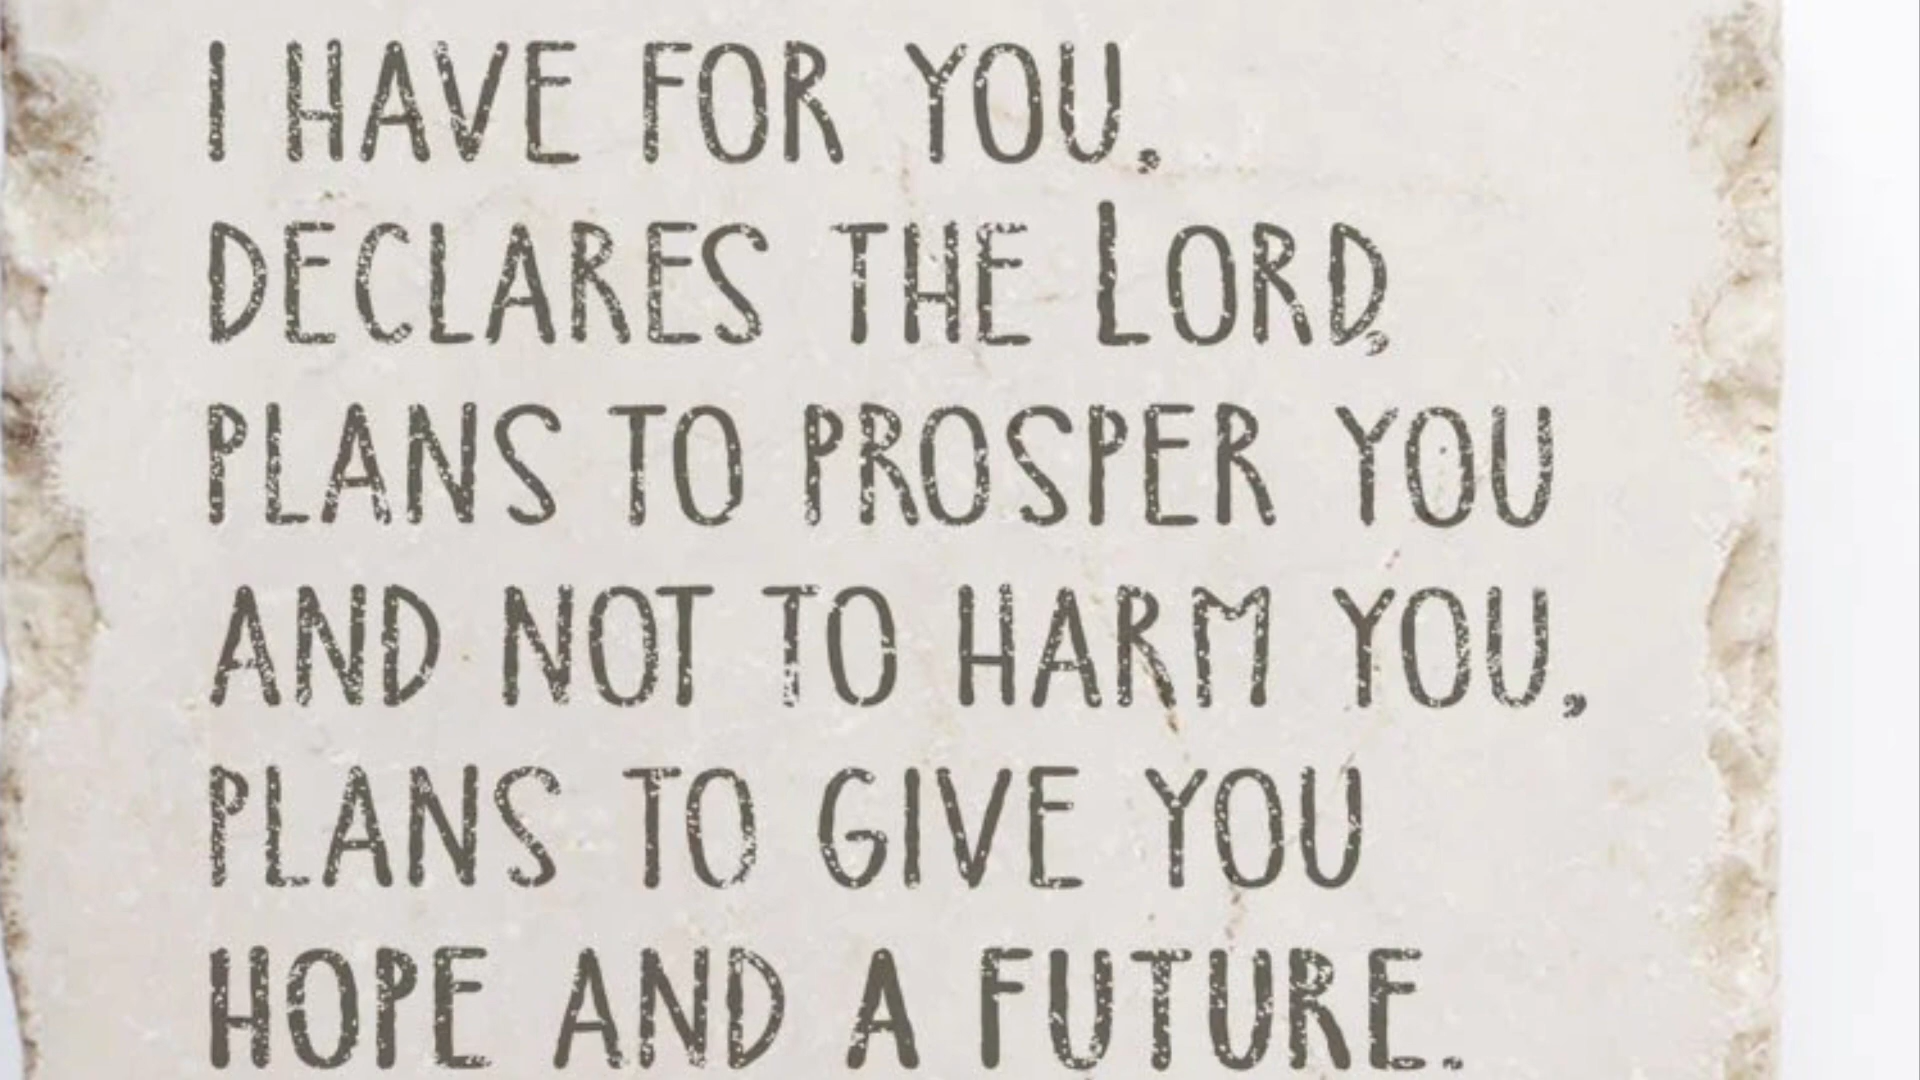 I HAVE FOR YOU,
DECLARES THE LORD,
PLANS TO PROSPER YOU
AND NOT TO HARM YOU,
PLANS TO GIVE YOU
HOPE AND A FUTURE.